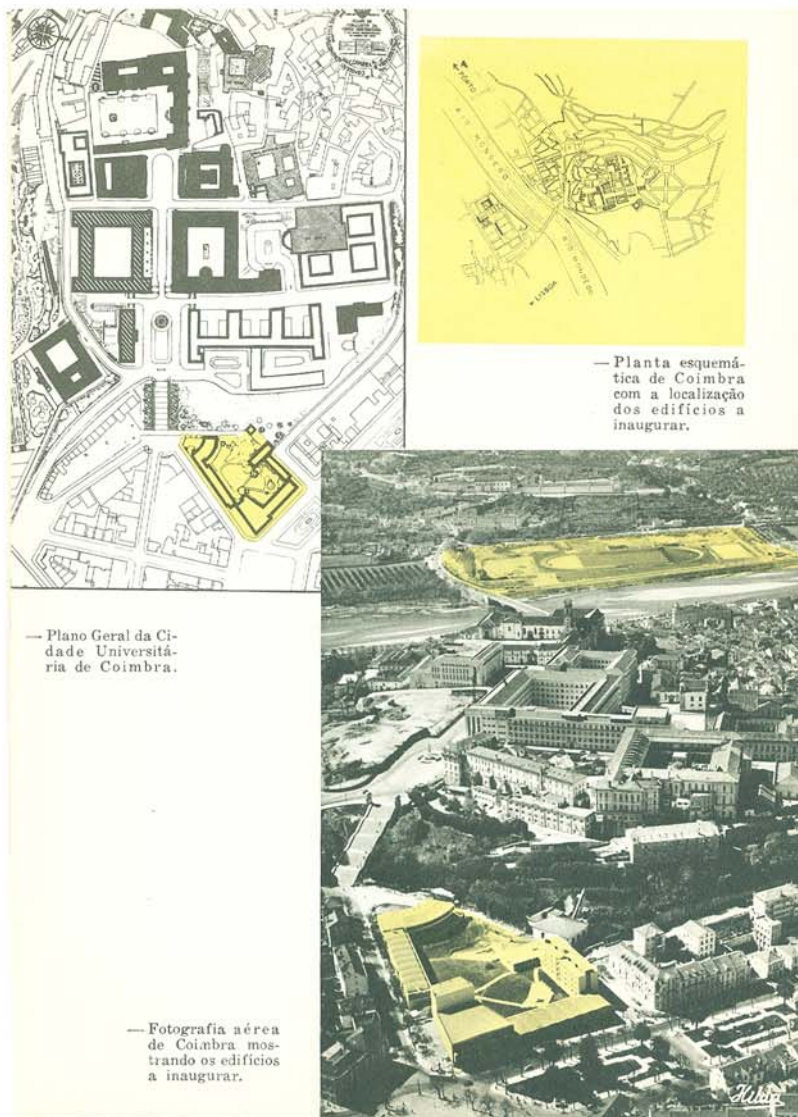 PORTO
RIO MONDEGO
RIO MONDEGO
LISBOA
— Planta esquemá-
tica de Coimbra
com a localização
dos edifícios a
inaugurar.
— Plano Geral da Ci-
dade Universitá-
ria de Coimbra.
— Fotografia aérea
de Coimbra mos-
trando os edifícios
a inaugurar.